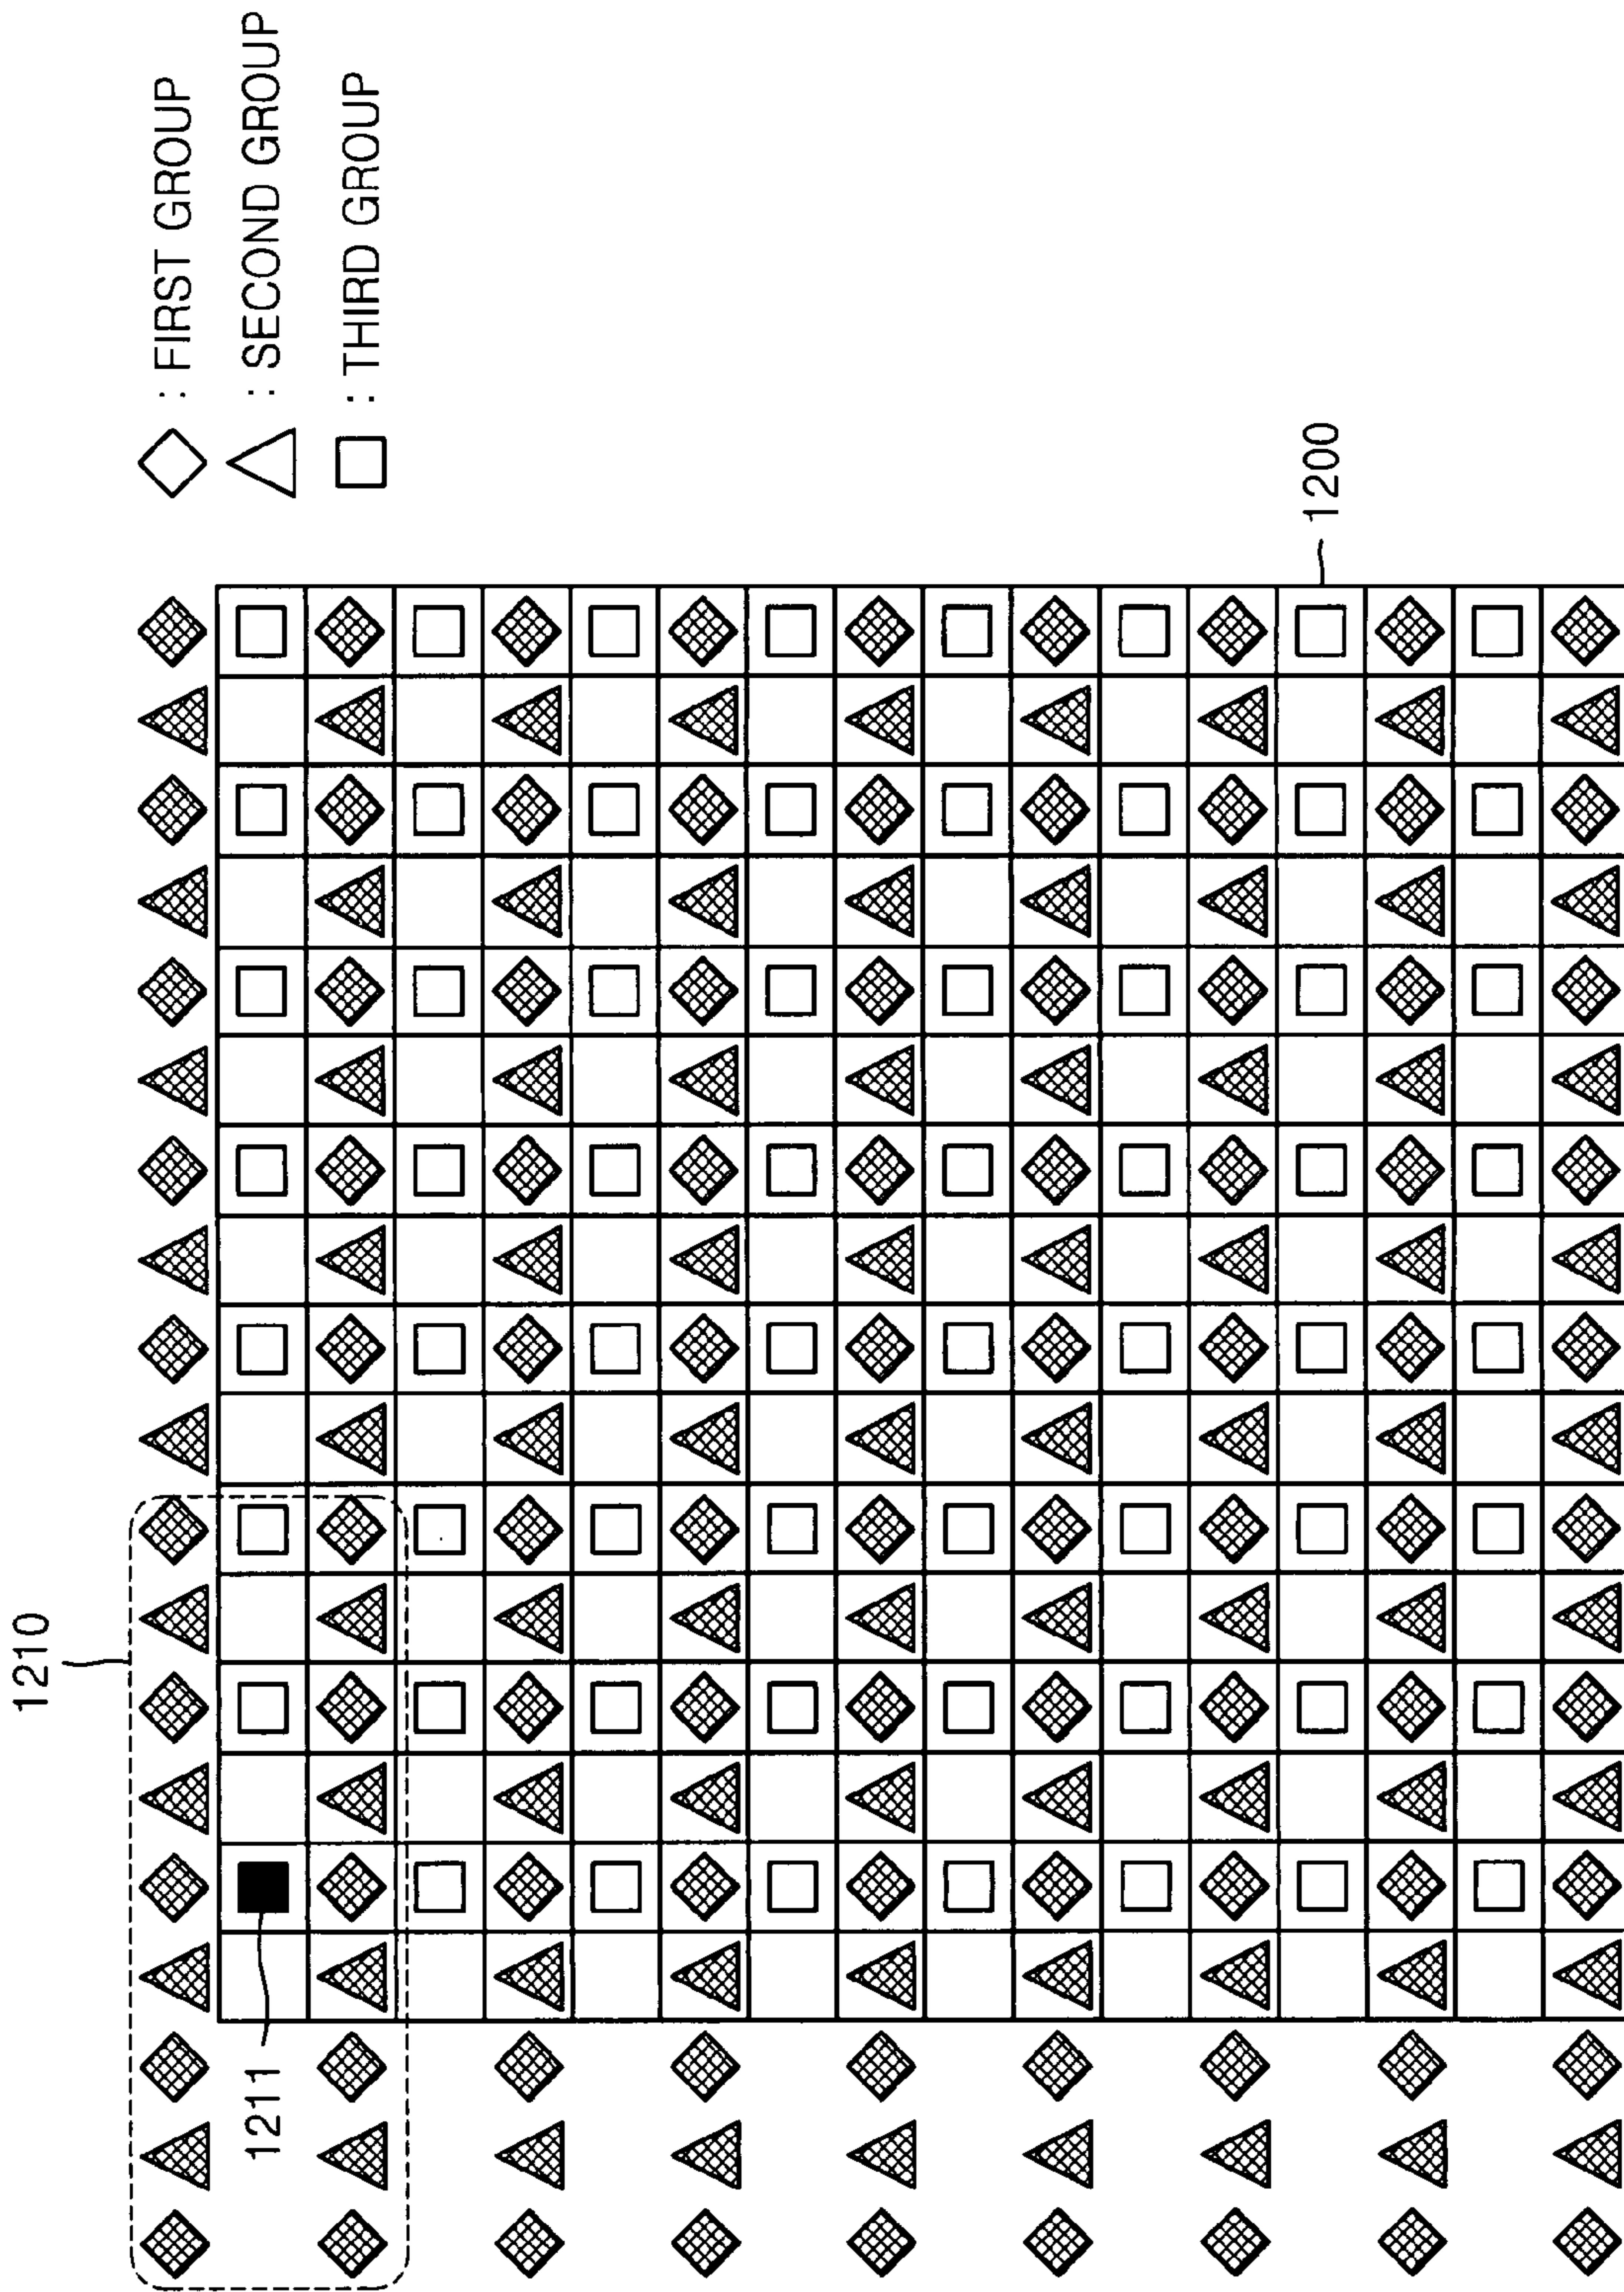 ◇ : FIRST GROUP
△ : SECOND GROUP
□ : THIRD GROUP
1210
1211
1200